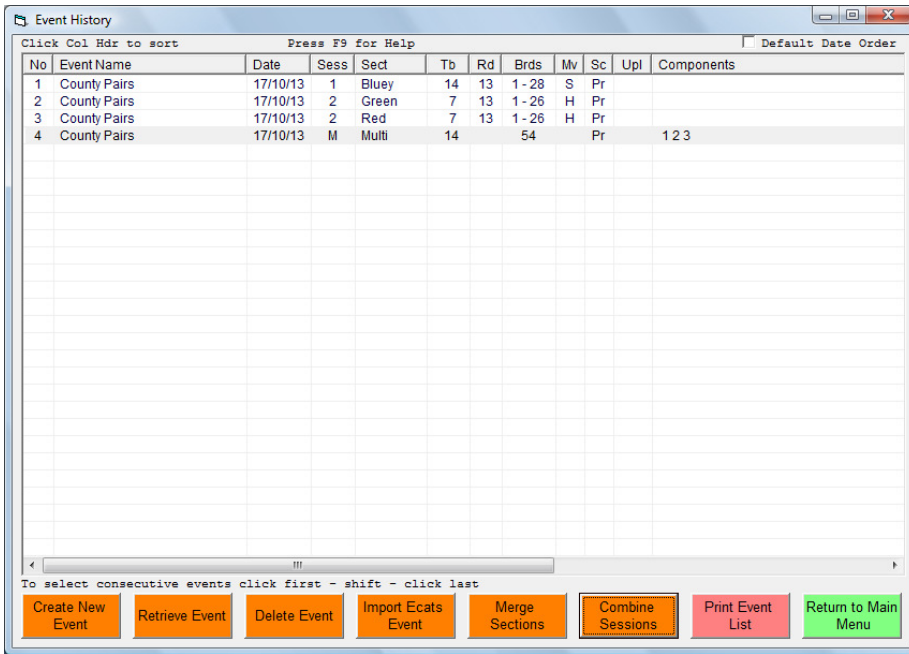 Event History
Click Col Hdr to sort Press F9 for Help Default Date Order
No Event Name Date Sess Sect Tb Rd Brds Mv Sc Upl Components
1 County Pairs 17/10/13 1 Bluey 14 13 1 - 28 S Pr
2 County Pairs 17/10/13 2 Green 7 13 1 - 26 H Pr
3 County Pairs 17/10/13 2 Red 7 13 1 - 26 H Pr
4 County Pairs 17/10/13 M Multi 14 54 Pr 1 2 3
To select consecutive events click first - shift - click last
Create New Event
Retrieve Event
Delete Event
Import Ecats Event
Merge Sections
Combine Sessions
Print Event List
Return to Main Menu